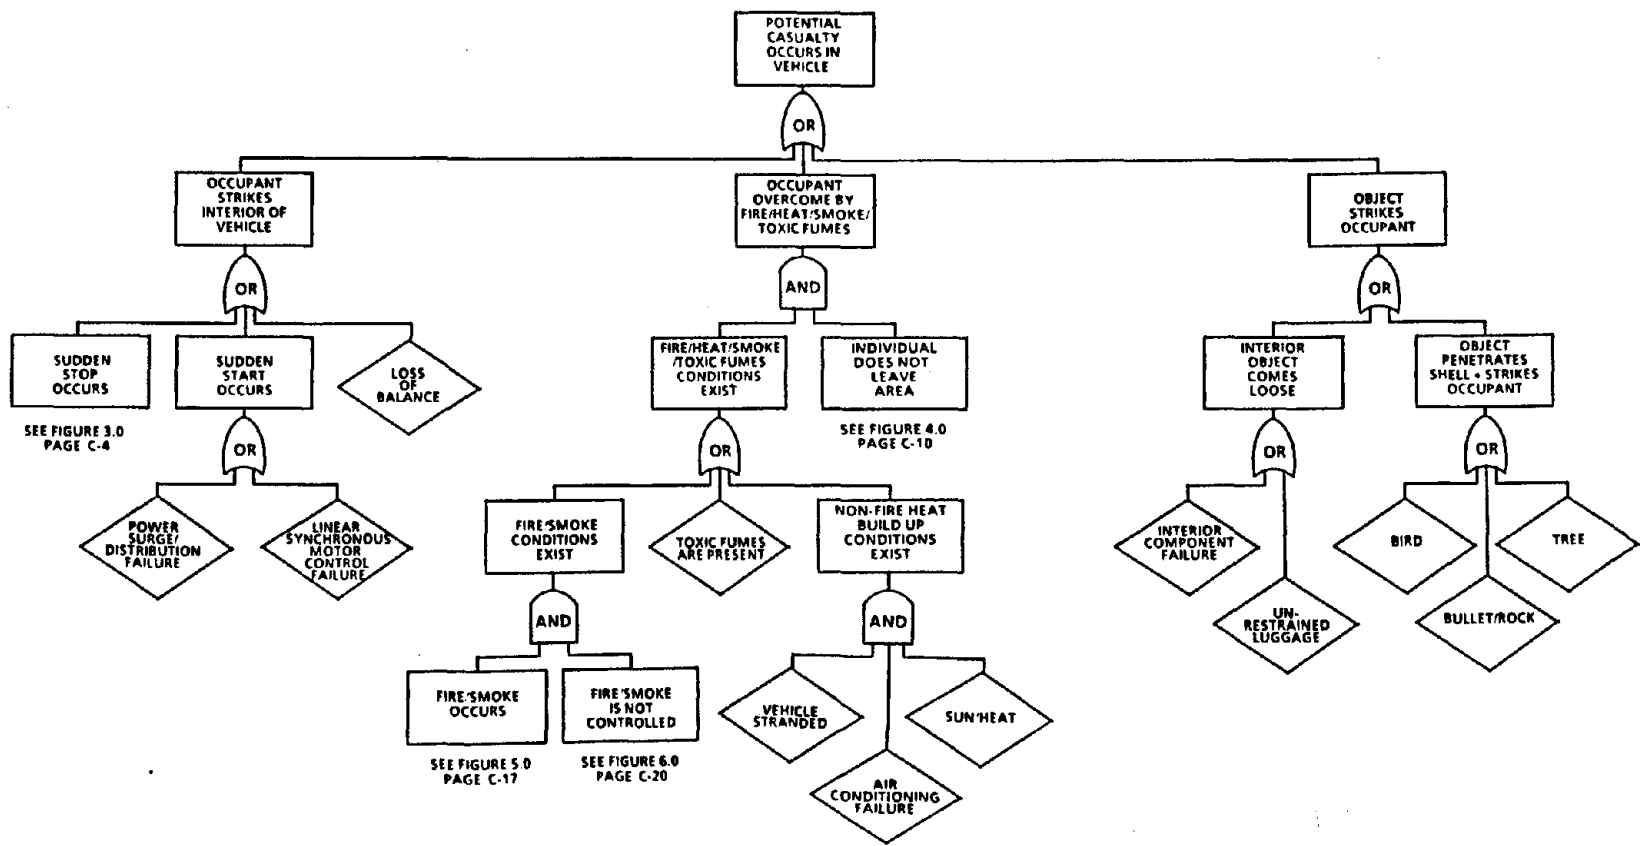 POTENTIAL
CASUALTY
OCCURS IN
VEHICLE
OR
OCCUPANT
STRIKES
INTERIOR OF
VEHICLE
OCCUPANT
OVERCOME BY
FIRE/HEAT/SMOKE/
TOXIC FUMES
OBJECT
STRIKES
OCCUPANT
OR
AND
OR
SUDDEN
STOP
OCCURS
SEE FIGURE 3.0
PAGE C-4
SUDDEN
START
OCCURS
LOSS
OF
BALANCE
FIRE/HEAT/SMOKE
/TOXIC FUMES
CONDITIONS
EXIST
INDIVIDUAL
DOES NOT
LEAVE
AREA
SEE FIGURE 4.0
PAGE C-10
INTERIOR
OBJECT
COMES
LOOSE
OBJECT
PENETRATES
SHELL + STRIKES
OCCUPANT
OR
OR
OR
OR
POWER
SURGE/
DISTRIBUTION
FAILURE
LINEAR
SYNCHRONOUS
MOTOR
CONTROL
FAILURE
FIRE/SMOKE
CONDITIONS
EXIST
TOXIC FUMES
ARE PRESENT
NON-FIRE HEAT
BUILD UP
CONDITIONS
EXIST
INTERIOR
COMPONENT
FAILURE
UN-
RESTRAINED
LUGGAGE
BIRD
BULLET/ROCK
TREE
AND
AND
FIRE/SMOKE
OCCURS
SEE FIGURE 5.0
PAGE C-17
FIRE/SMOKE
IS NOT
CONTROLLED
SEE FIGURE 6.0
PAGE C-20
VEHICLE
STRANDED
AIR
CONDITIONING
FAILURE
SUN/HEAT